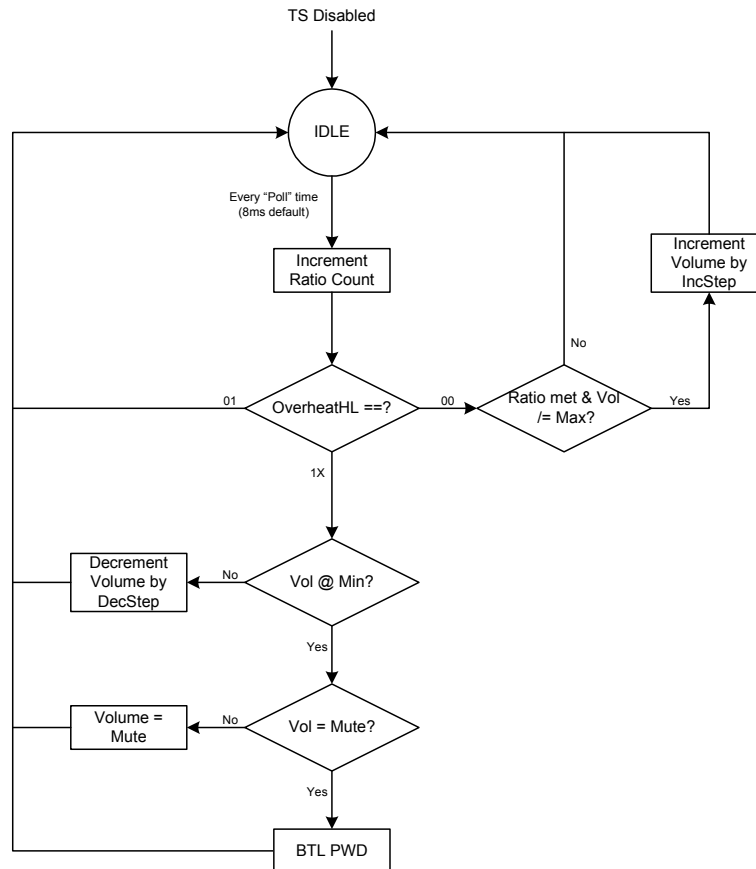 TS Disabled
IDLE
Every “Poll” time
(8ms default)
Increment
Ratio Count
Increment
Volume by
IncStep
No
01
OverheatHL ==?
00
Ratio met & Vol
/= Max?
Yes
1X
Decrement
Volume by
DecStep
No
Vol @ Min?
Yes
Volume =
Mute
No
Vol = Mute?
Yes
BTL PWD